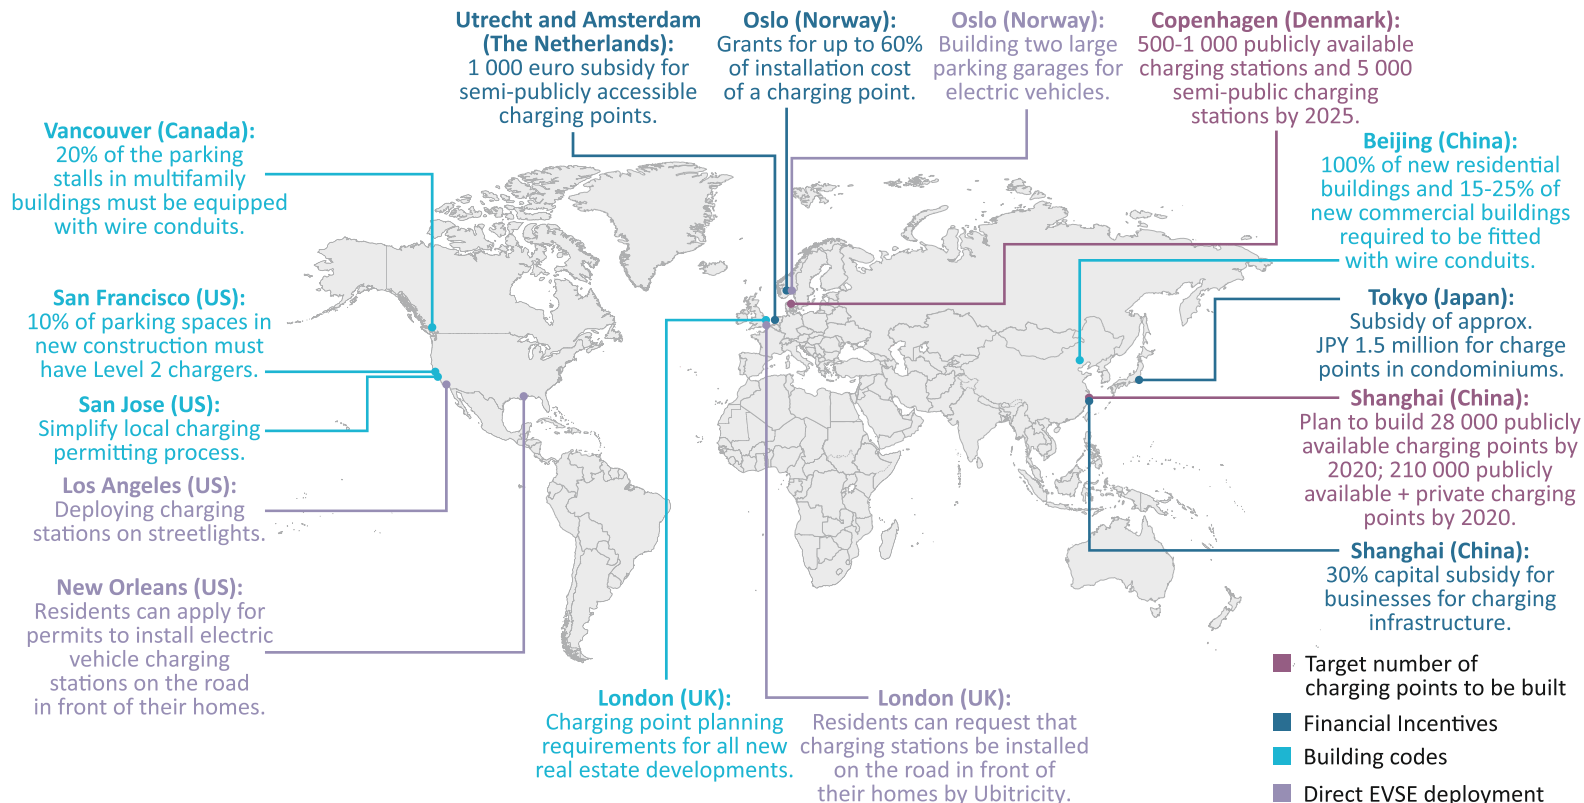 Utrecht and Amsterdam
(The Netherlands):
1 000 euro subsidy for
semi-publicly accessible
charging points.
Oslo (Norway):
Grants for up to 60%
of installation cost
of a charging point.
Oslo (Norway):
Building two large
parking garages for
electric vehicles.
Copenhagen (Denmark):
500-1 000 publicly available
charging stations and 5 000
semi-public charging
stations by 2025.
Vancouver (Canada):
20% of the parking
stalls in multifamily
buildings must be equipped
with wire conduits.
Beijing (China):
100% of new residential
buildings and 15-25% of
new commercial buildings
required to be fitted
with wire conduits.
San Francisco (US):
10% of parking spaces in
new construction must
have Level 2 chargers.
Tokyo (Japan):
Subsidy of approx.
JPY 1.5 million for charge
points in condominiums.
San Jose (US):
Simplify local charging
permitting process.
Shanghai (China):
Plan to build 28 000 publicly
available charging points by
2020; 210 000 publicly
available + private charging
points by 2020.
Los Angeles (US):
Deploying charging
stations on streetlights.
Shanghai (China):
30% capital subsidy for
businesses for charging
infrastructure.
New Orleans (US):
Residents can apply for
permits to install electric
vehicle charging
stations on the road
in front of their homes.
London (UK):
Charging point planning
requirements for all new
real estate developments.
London (UK):
Residents can request that
charging stations be installed
on the road in front of
their homes by Ubitricity.
Target number of
charging points to be built
Financial Incentives
Building codes
Direct EVSE deployment